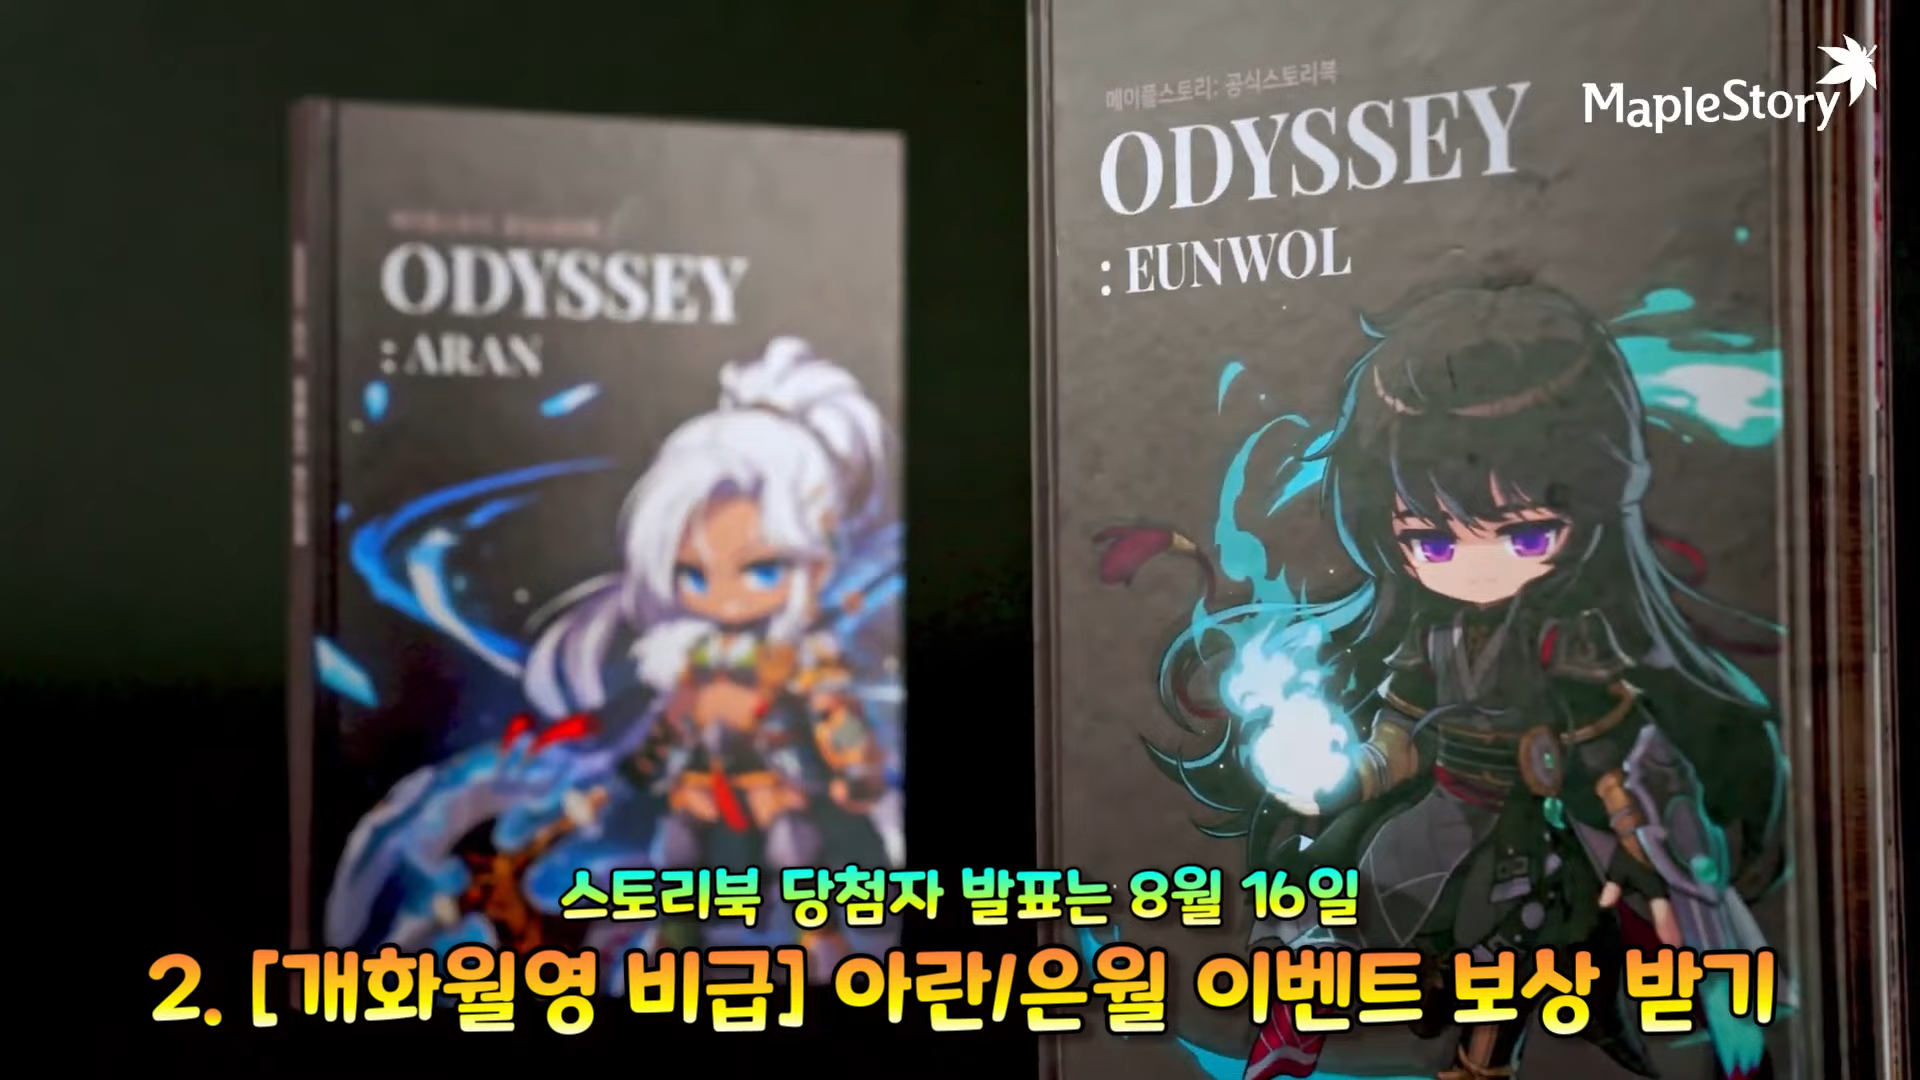 MapleStory
ODYSSEY
: ARAN
메이플스토리: 공식스토리북
ODYSSEY
: EUNWOL
스토리북 당첨자 발표는 8월 16일
2. [개화월영 비급] 아란/은월 이벤트 보상 받기